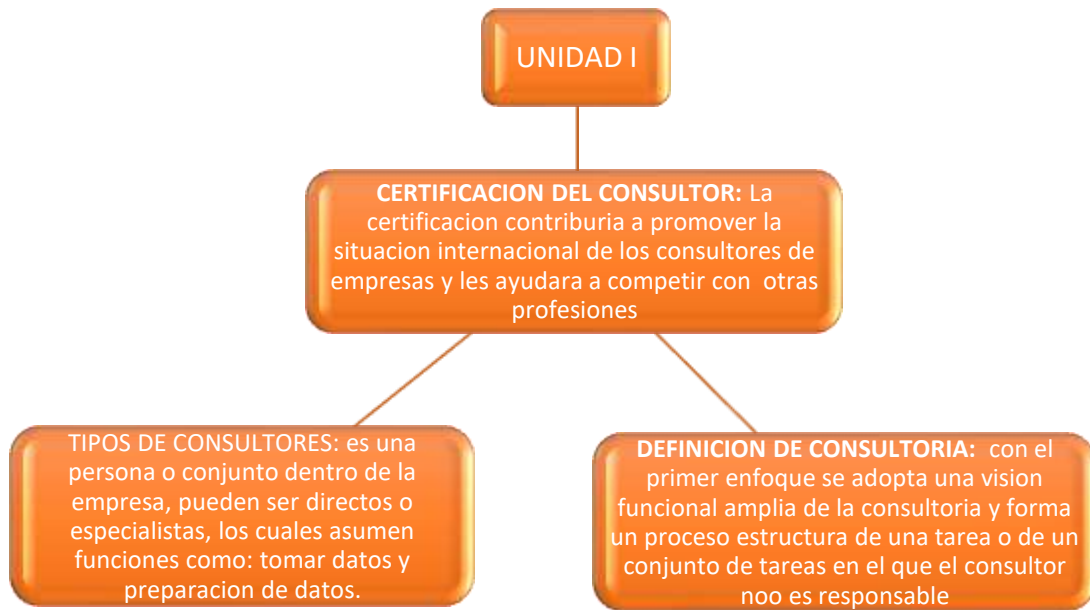 UNIDAD I
CERTIFICACION DEL CONSULTOR: La
certificacion contriburia a promover la
situacion internacional de los consultores de
empresas y les ayudara a competir con otras
profesiones
TIPOS DE CONSULTORES: es una
persona o conjunto dentro de la
empresa, pueden ser directos o
especialistas, los cuales asumen
funciones como: tomar datos y
preparacion de datos.
DEFINICION DE CONSULTORIA: con el
primer enfoque se adopta una vision
funcional amplia de la consultoria y forma
un proceso estructura de una tarea o de un
conjunto de tareas en el que el consultor
noo es responsable